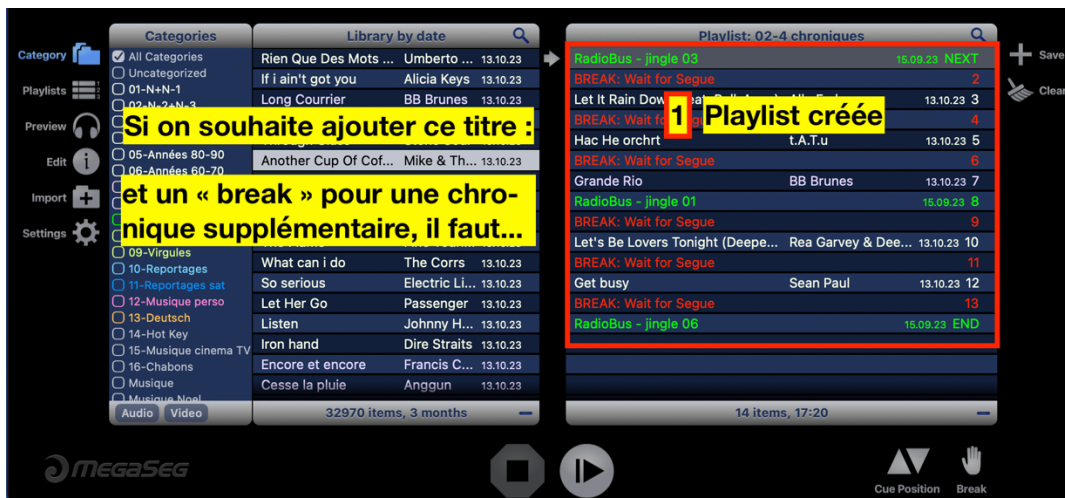 Category
Playlists
Preview
Edit
Import
Settings
Categories
All Categories
Uncategorized
01-N+N-1
02-N-2+N-3
05-Années 80-90
06-Années 60-70
09-Virgules
10-Reportages
11-Reportages sat
12-Musique perso
13-Deutsch
14-Hot Key
15-Musique cinema TV
16-Chabons
Musique
Musique Noel
Audio Video
Library by date
Rien Que Des Mots ... Umberto ... 13.10.23
If i ain't got you Alicia Keys 13.10.23
Long Courrier BB Brunes 13.10.23
Another Cup Of Cof... Mike & Th... 13.10.23
What can i do The Corrs 13.10.23
So serious Electric Li... 13.10.23
Let Her Go Passenger 13.10.23
Listen Johnny H... 13.10.23
Iron hand Dire Straits 13.10.23
Encore et encore Francis C... 13.10.23
Cesse la pluie Anggun 13.10.23
32970 items, 3 months
Si on souhaite ajouter ce titre :
et un « break » pour une chro-
nique supplémentaire, il faut...
Playlist: 02-4 chroniques
RadioBus - jingle 03 15.09.23 NEXT
BREAK: Wait for Segue 2
Let It Rain 13.10.23 3
4
1 Playlist créée
Hac He orchrt t.A.T.u 13.10.23 5
BREAK: Wait for Segue 6
Grande Rio BB Brunes 13.10.23 7
RadioBus - jingle 01 15.09.23 8
BREAK: Wait for Segue 9
Let's Be Lovers Tonight (Deepe... Rea Garvey & Dee... 13.10.23 10
BREAK: Wait for Segue 11
Get busy Sean Paul 13.10.23 12
BREAK: Wait for Segue 13
RadioBus - jingle 06 15.09.23 END
14 items, 17:20
Save
Clear
MEGASEG
Cue Position
Break